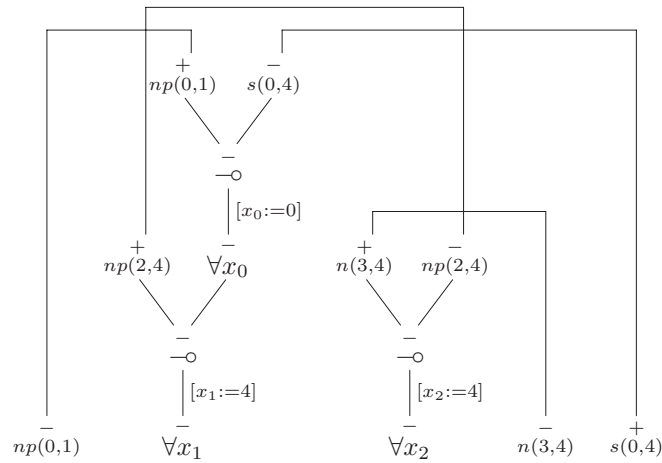 + −
np(0,1) s(0,4)
−
⊸
[x₀:=0]
+ − + −
np(2,4) ∀x₀ n(3,4) np(2,4)
− −
⊸ ⊸
[x₁:=4] [x₂:=4]
− − − − +
np(0,1) ∀x₁ ∀x₂ n(3,4) s(0,4)